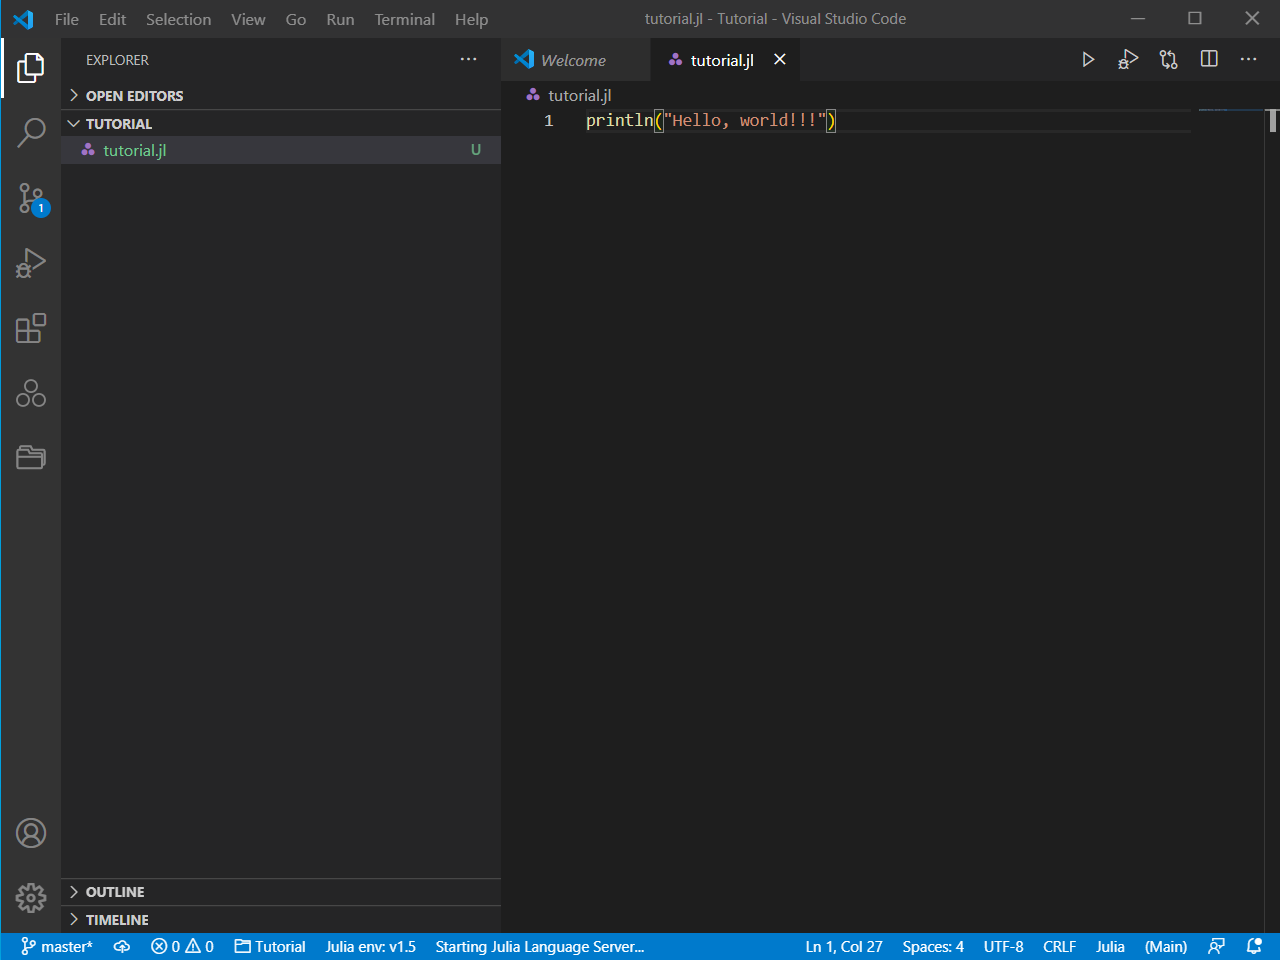 File Edit Selection View Go Run Terminal Help
tutorial.jl - Tutorial - Visual Studio Code
EXPLORER
OPEN EDITORS
TUTORIAL
tutorial.jl U
1
OUTLINE
TIMELINE
Welcome
tutorial.jl
tutorial.jl
1 println("Hello, world!!!")
master* 0 0 Tutorial Julia env: v1.5 Starting Julia Language Server... Ln 1, Col 27 Spaces: 4 UTF-8 CRLF Julia (Main)